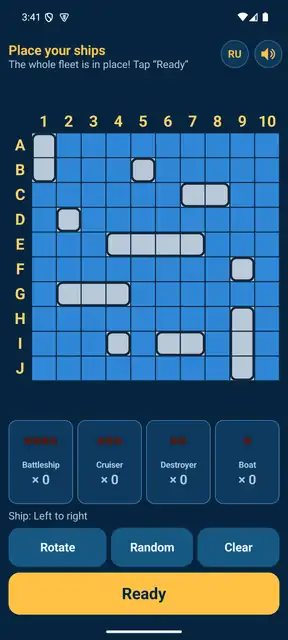 3:41
Place your ships
The whole fleet is in place! Tap “Ready”
RU
1 2 3 4 5 6 7 8 9 10
A
B
C
D
E
F
G
H
I
J
Battleship Cruiser Destroyer Boat
× 0 × 0 × 0 × 0
Ship: Left to right
Rotate Random Clear
Ready